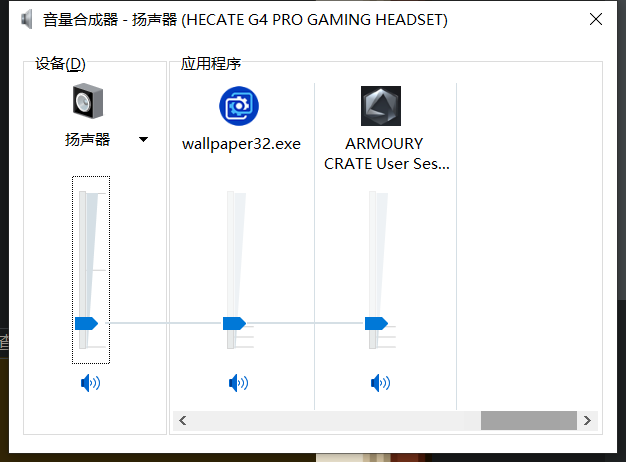 音量合成器 - 扬声器 (HECATE G4 PRO GAMING HEADSET)
设备(D)
应用程序
扬声器
wallpaper32.exe
ARMOURY
CRATE User Ses...
查